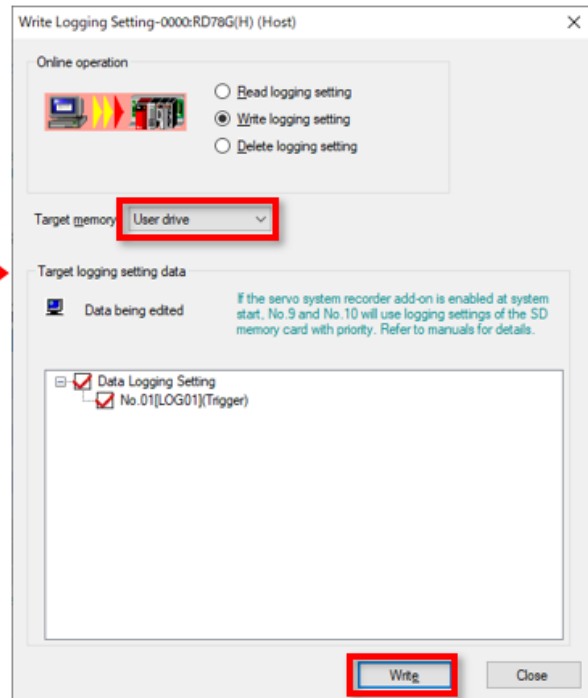 Write Logging Setting-0000:RD78G(H) (Host)
Online operation
Read logging setting
Write logging setting
Delete logging setting
Target memory
User drive
Target logging setting data
Data being edited
If the servo system recorder add-on is enabled at system
start, No.9 and No.10 will use logging settings of the SD
memory card with priority. Refer to manuals for details.
Data Logging Setting
No.01[LOG01](Trigger)
Write
Close